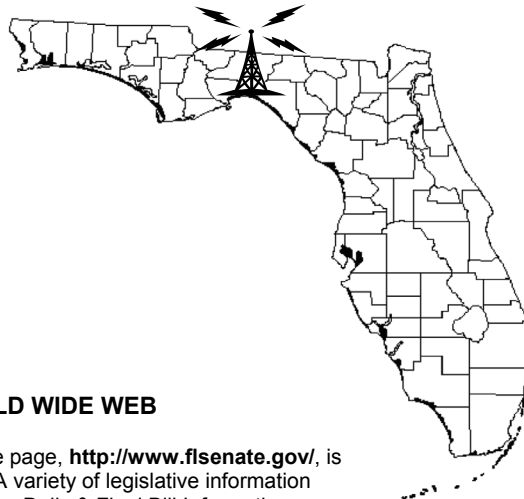 LD WIDE WEB
e page, http://www.flsenate.gov/, is
A variety of legislative information